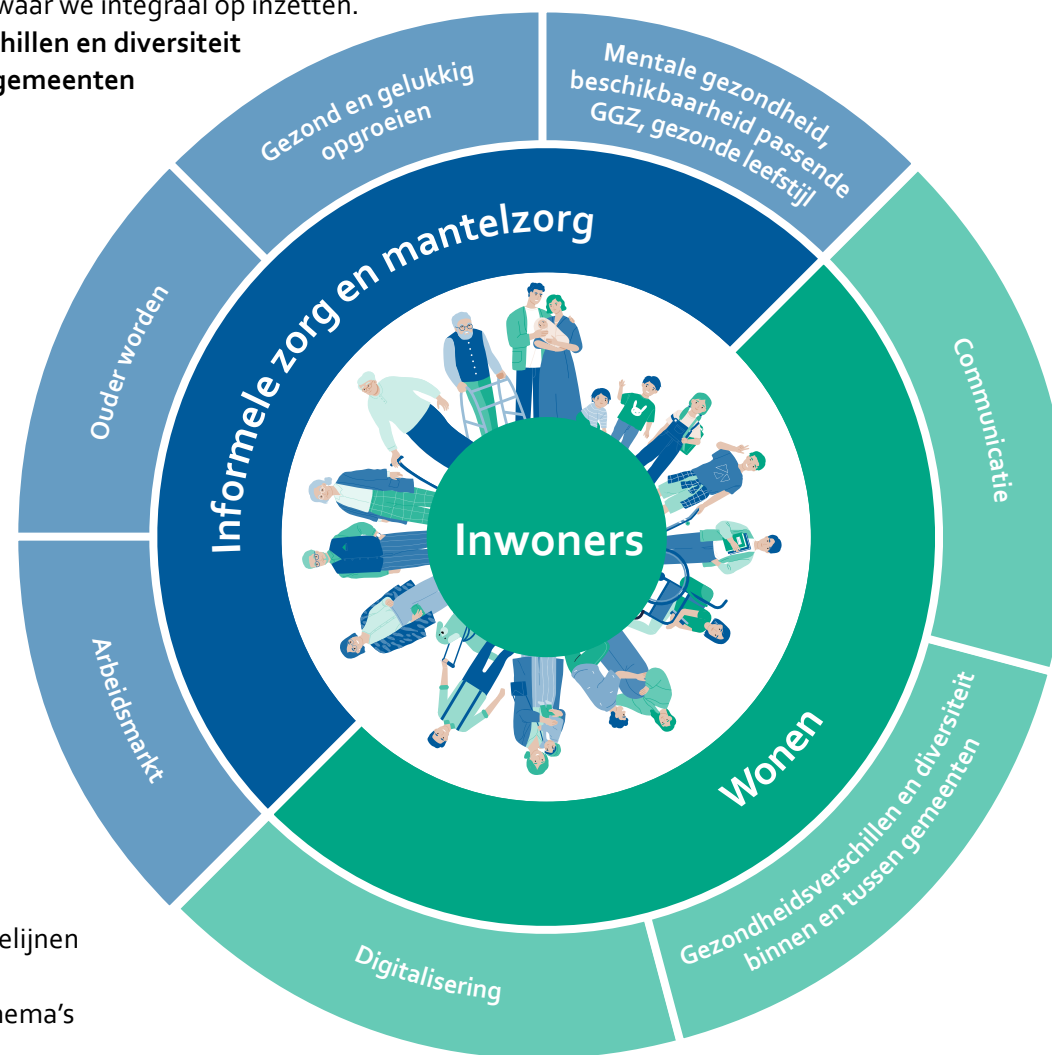 waar we integraal op inzetten.
hillen en diversiteit
gemeenten
Gezond en gelukkig
opgroeien
Mentale gezondheid,
beschikbaarheid passende
GGZ, gezonde leefstijl
Informele zorg en mantelzorg
Ouder worden
Communicatie
Inwoners
Arbeidsmarkt
Wonen
Gezondheidsverschillen en diversiteit
binnen en tussen gemeenten
Digitalisering
elijnen
nema's